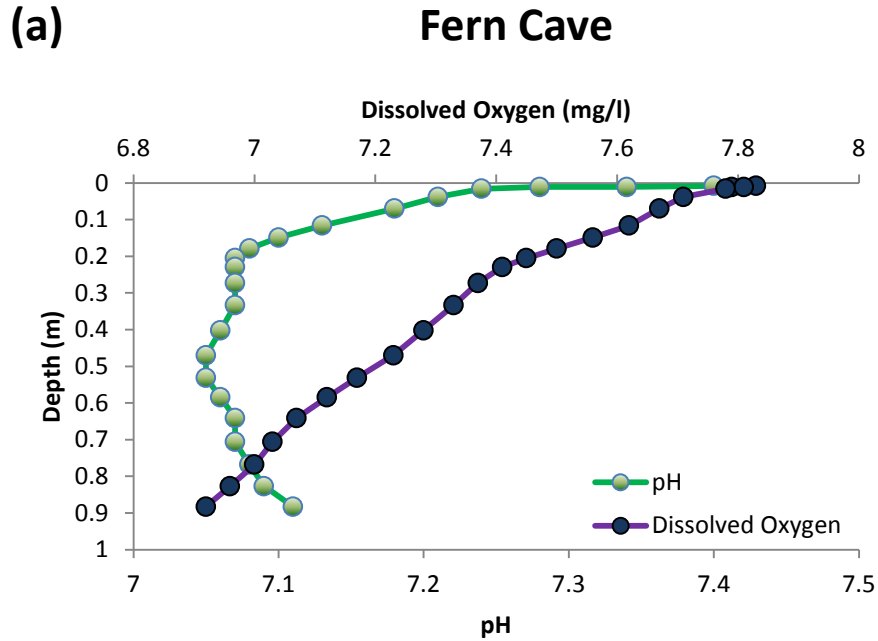 (a)
Fern Cave
Dissolved Oxygen (mg/l)
6.8 7 7.2 7.4 7.6 7.8 8
0
0.1
0.2
0.3
0.4
0.5
0.6
0.7
0.8
0.9
1
Depth (m)
pH
Dissolved Oxygen
7 7.1 7.2 7.3 7.4 7.5
pH